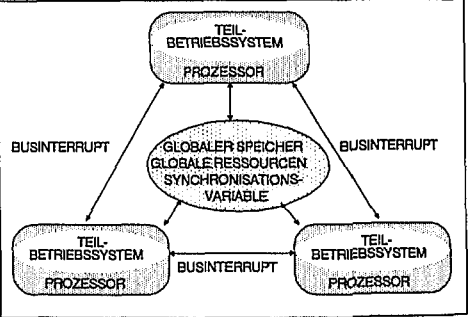 TEIL-
BETRIEBSSYSTEM
PROZESSOR
BUSINTERRUPT
GLOBALER SPEICHER
GLOBALE RESSOURCEN
SYNCHRONISATIONS-
VARIABLE
BUSINTERRUPT
TEIL-
BETRIEBSSYSTEM
PROZESSOR
BUSINTERRUPT
TEIL-
BETRIEBSSYSTEM
PROZESSOR